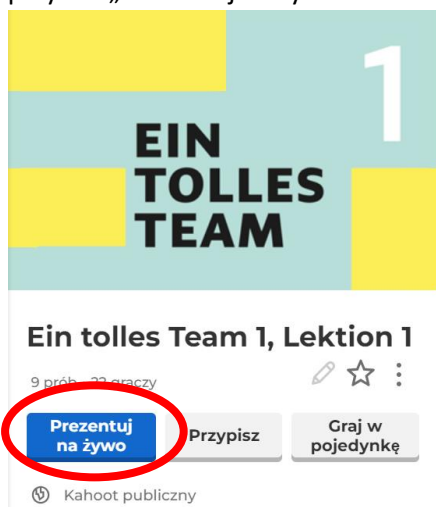 1
EIN
TOLLES
TEAM
Ein tolles Team 1, Lektion 1
9 prób 22 graczy
Prezentuj
na żywo
Przypisz
Graj w
pojedynkę
Kahoot publiczny